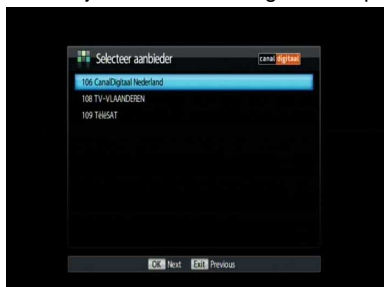 Selecteer aanbieder
canal digitaal
106 CanalDigitaal Nederland
108 TV-VLAANDEREN
109 TéléSAT
OK Next Exit Previous